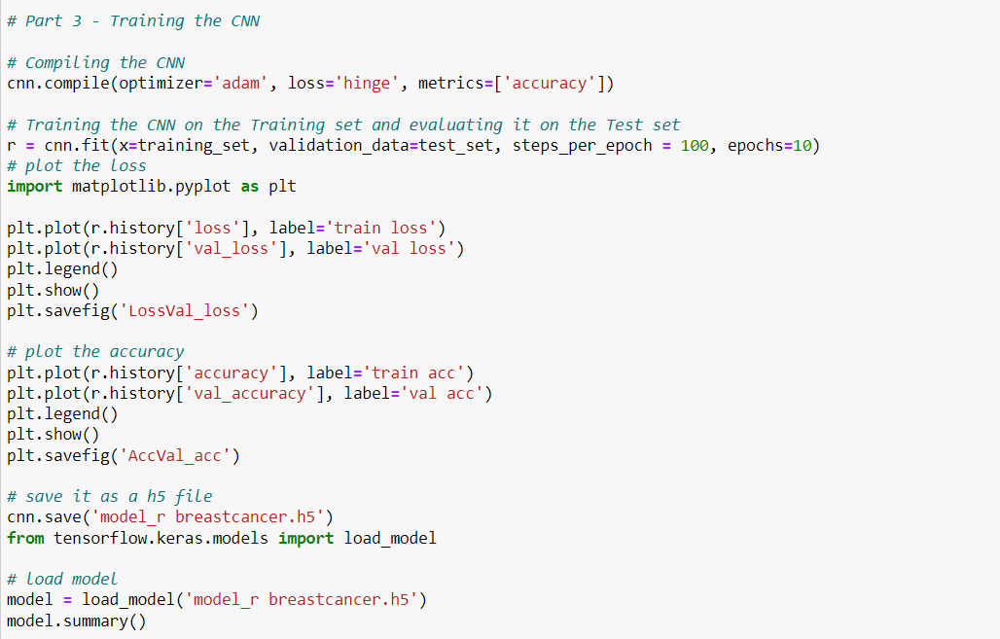 # Part 3 - Training the CNN
# Compiling the CNN
cnn.compile(optimizer='adam', loss='hinge', metrics=['accuracy'])
# Training the CNN on the Training set and evaluating it on the Test set
r = cnn.fit(x=training_set, validation_data=test_set, steps_per_epoch = 100, epochs=10)
# plot the loss
import matplotlib.pyplot as plt
plt.plot(r.history['loss'], label='train loss')
plt.plot(r.history['val_loss'], label='val loss')
plt.legend()
plt.show()
plt.savefig('LossVal_loss')
# plot the accuracy
plt.plot(r.history['accuracy'], label='train acc')
plt.plot(r.history['val_accuracy'], label='val acc')
plt.legend()
plt.show()
plt.savefig('AccVal_acc')
# save it as a h5 file
cnn.save('model_r breastcancer.h5')
from tensorflow.keras.models import load_model
# load model
model = load_model('model_r breastcancer.h5')
model.summary()